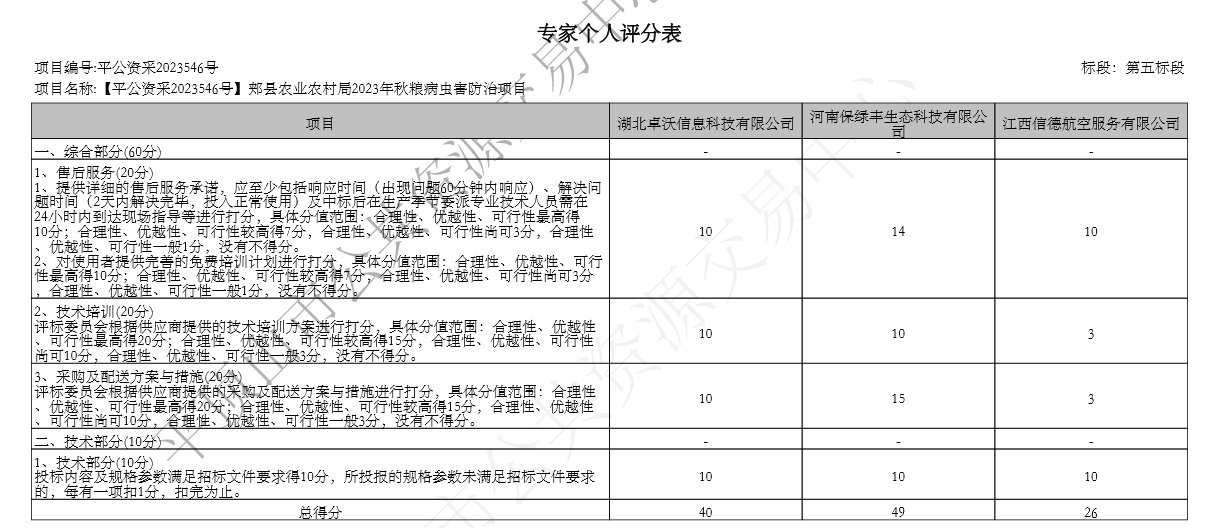 专家个人评分表
项目编号:平公资采2023546号
标段：第五标段
项目名称:【平公资采2023546号】郏县农业农村局2023年秋粮病虫害防治项目
项目 湖北卓沃信息科技有限公司 河南保绿丰生态科技有限公司 江西信德航空服务有限公司
一、综合部分(60分) - - -
1、售后服务(20分)
1、提供详细的售后服务承诺，应至少包括响应时间（出现问题60分钟内响应）、解决问
题时间（2天内解决完毕，投入正常使用）及中标后在生产季节委派专业技术人员需在
24小时内到达现场指导等进行打分，具体分值范围：合理性、优越性、可行性最高得
10分；合理性、优越性、可行性较高得7分，合理性、优越性、可行性尚可3分，合理性
、优越性、可行性一般1分，没有不得分。
2、对使用者提供完善的免费培训计划进行打分，具体分值范围：合理性、优越性、可行
性最高得10分；合理性、优越性、可行性较高得7分，合理性、优越性、可行性尚可3分
，合理性、优越性、可行性一般1分，没有不得分。
10 14 10
2、技术培训(20分)
评标委员会根据供应商提供的技术培训方案进行打分，具体分值范围：合理性、优越性
、可行性最高得20分；合理性、优越性、可行性较高得15分，合理性、优越性、可行性
尚可10分，合理性、优越性、可行性一般3分，没有不得分。
10 10 3
3、采购及配送方案与措施(20分)
评标委员会根据供应商提供的采购及配送方案与措施进行打分，具体分值范围：合理性
、优越性、可行性最高得20分；合理性、优越性、可行性较高得15分，合理性、优越性
、可行性尚可10分，合理性、优越性、可行性一般3分，没有不得分。
10 15 3
二、技术部分(10分) - - -
1、技术部分(10分)
投标内容及规格参数满足招标文件要求得10分，所投报的规格参数未满足招标文件要求
的，每有一项扣1分，扣完为止。
10 10 10
总得分 40 49 26
平顶山市公共资源交易中心
市公共资源交易中心